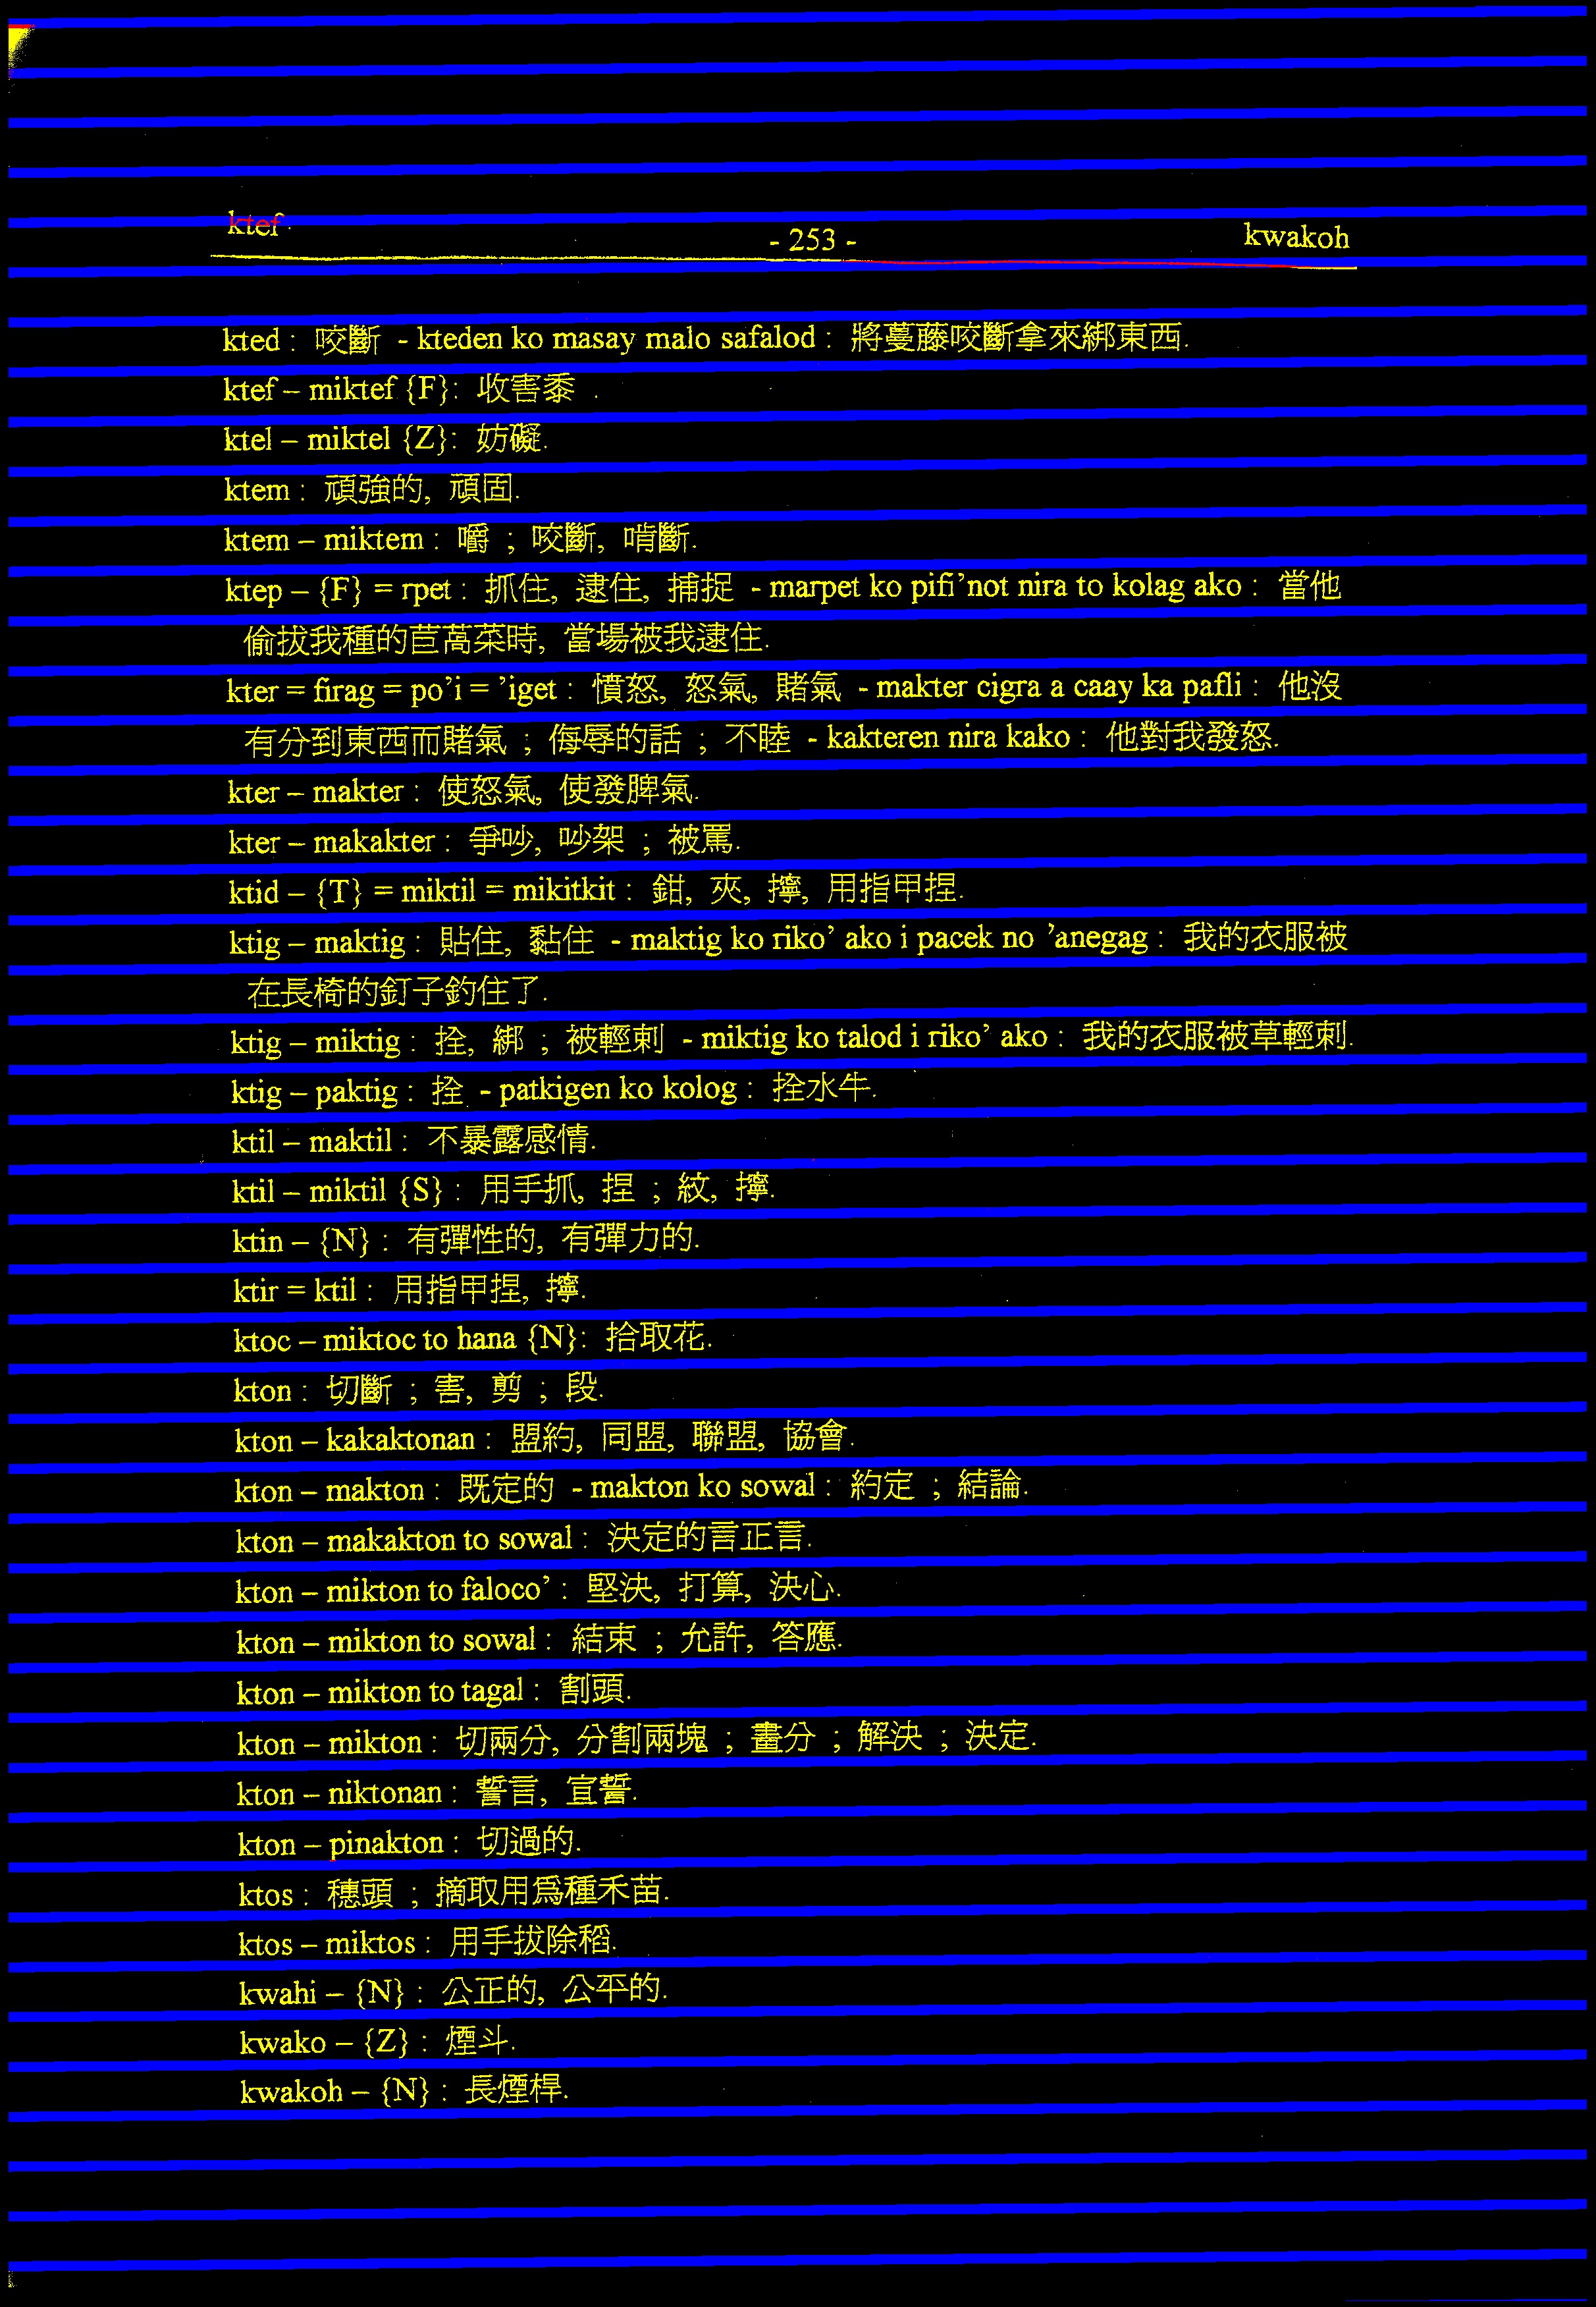 ktef
- 253 -
kwakoh
kted : 咬斷 - kteden ko masay malo safalod : 將蔓藤咬斷拿來綁東西.
ktef – miktef {F}: 收害黍 .
ktel – miktel {Z}: 妨礙.
ktem : 頑強的, 頑固.
ktem – miktem : 嚼 ; 咬斷, 啃斷.
ktep – {F} = rpet : 抓住, 逮住, 捕捉 - marpet ko pifi'not nira to kolag ako : 當他
偷拔我種的苣萵菜時, 當場被我逮住.
kter = firag = po'i = 'iget : 憤怒, 怒氣, 賭氣 - makter cigra a caay ka pafli : 他沒
有分到東西而賭氣 ; 侮辱的話 ; 不睦 - kakteren nira kako : 他對我發怒.
kter – makter : 使怒氣, 使發脾氣.
kter – makakter : 爭吵, 吵架 ; 被罵.
ktid – {T} = miktil = mikitkit : 鉗, 夾, 擰, 用指甲捏.
ktig – maktig : 貼住, 黏住 - maktig ko riko' ako i pacek no 'anegag : 我的衣服被
在長椅的釘子釣住了.
ktig – miktig : 拴, 綁 ; 被輕刺 - miktig ko talod i riko' ako : 我的衣服被草輕刺.
ktig – paktig : 拴 - patkigen ko kolog : 拴水牛.
ktil – maktil : 不暴露感情.
ktil – miktil {S} : 用手抓, 捏 ; 紋, 擰.
ktin – {N} : 有彈性的, 有彈力的.
ktir = ktil : 用指甲捏, 擰.
ktoc – miktoc to hana {N}: 拾取花.
kton : 切斷 ; 害, 剪 ; 段.
kton – kakaktonan : 盟約, 同盟, 聯盟, 協會.
kton – makton : 既定的 - makton ko sowal : 約定 ; 結論.
kton – makakton to sowal : 決定的言正言.
kton – mikton to faloco' : 堅決, 打算, 決心.
kton – mikton to sowal : 結束 ; 允許, 答應.
kton – mikton to tagal : 割頭.
kton – mikton : 切兩分, 分割兩塊 ; 畫分 ; 解決 ; 決定.
kton – niktonan : 誓言, 宣誓.
kton – pinakton : 切過的.
ktos : 穗頭 ; 摘取用爲種禾苗.
ktos – miktos : 用手拔除稻.
kwahi – {N} : 公正的, 公平的.
kwako – {Z} : 煙斗.
kwakoh – {N} : 長煙桿.